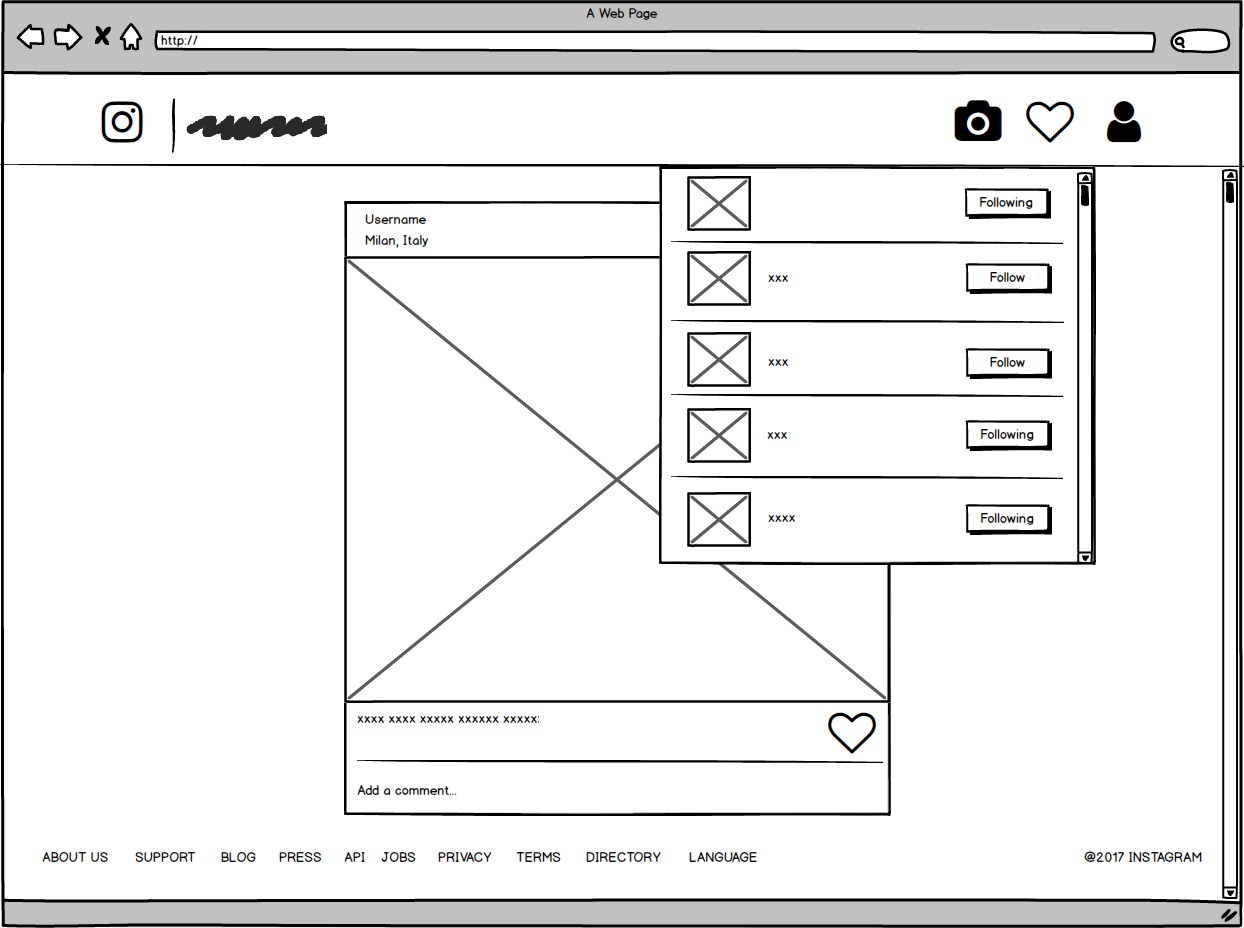 A Web Page
http://
Username
Milan, Italy
Following
xxx
Follow
xxx
Follow
xxx
Following
xxxx
Following
xxxx xxxx xxxxx xxxxxx xxxxx
Add a comment...
ABOUT US SUPPORT BLOG PRESS API JOBS PRIVACY TERMS DIRECTORY LANGUAGE @2017 INSTAGRAM